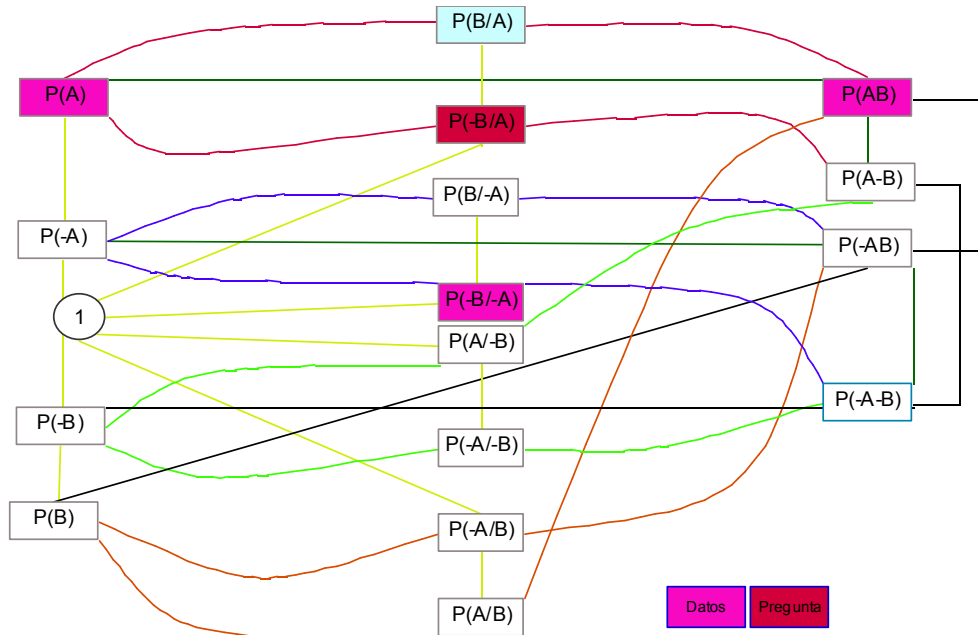 P(B/A)
P(A)
P(AB)
P(-B/A)
P(A-B)
P(B/-A)
P(-A)
P(-AB)
P(-B/-A)
1
P(A/-B)
P(-A-B)
P(-B)
P(-A/-B)
P(B)
P(-A/B)
P(A/B)
Datos
Pregunta